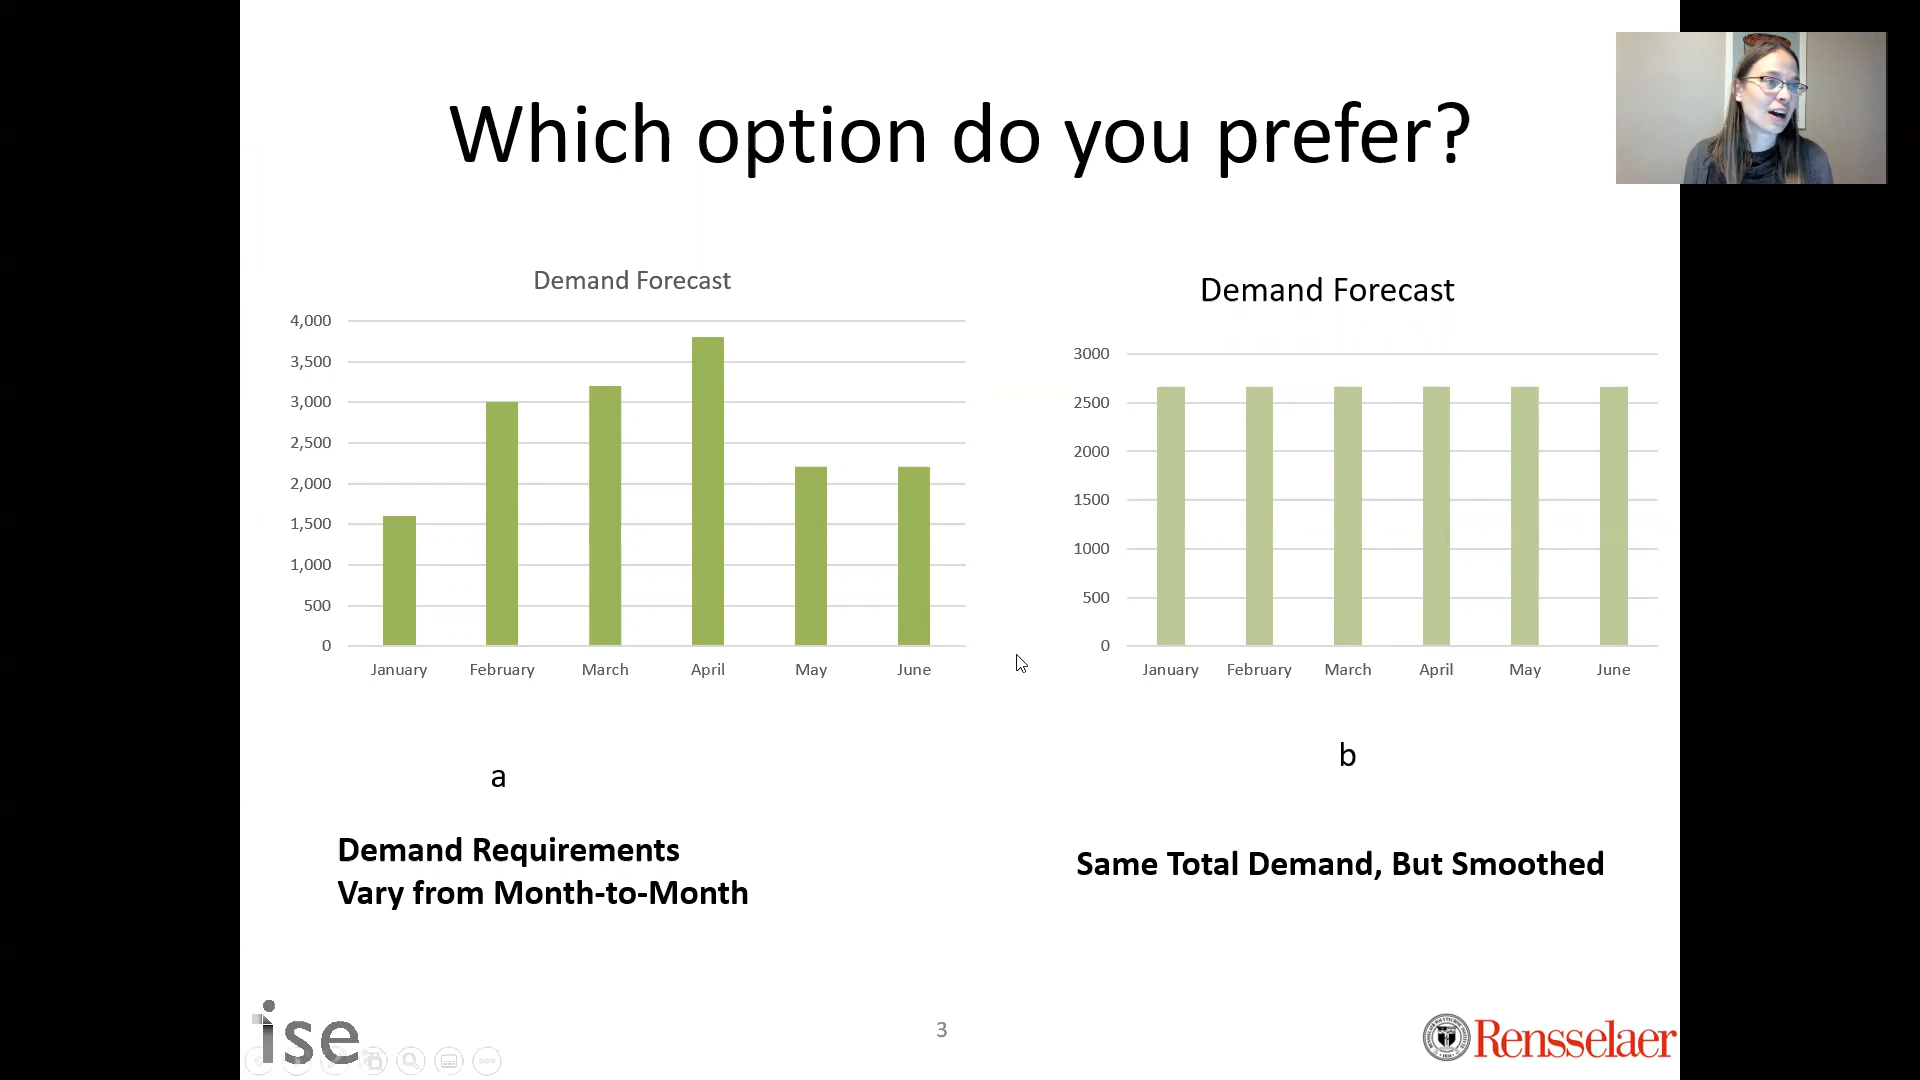 Which option do you prefer?
Demand Forecast
4,000
3,500
3,000
2,500
2,000
1,500
1,000
500
0
January February March April May June
a
Demand Requirements
Vary from Month-to-Month
Demand Forecast
3000
2500
2000
1500
1000
500
0
January February March April May June
b
Same Total Demand, But Smoothed
ise
3
Rensselaer